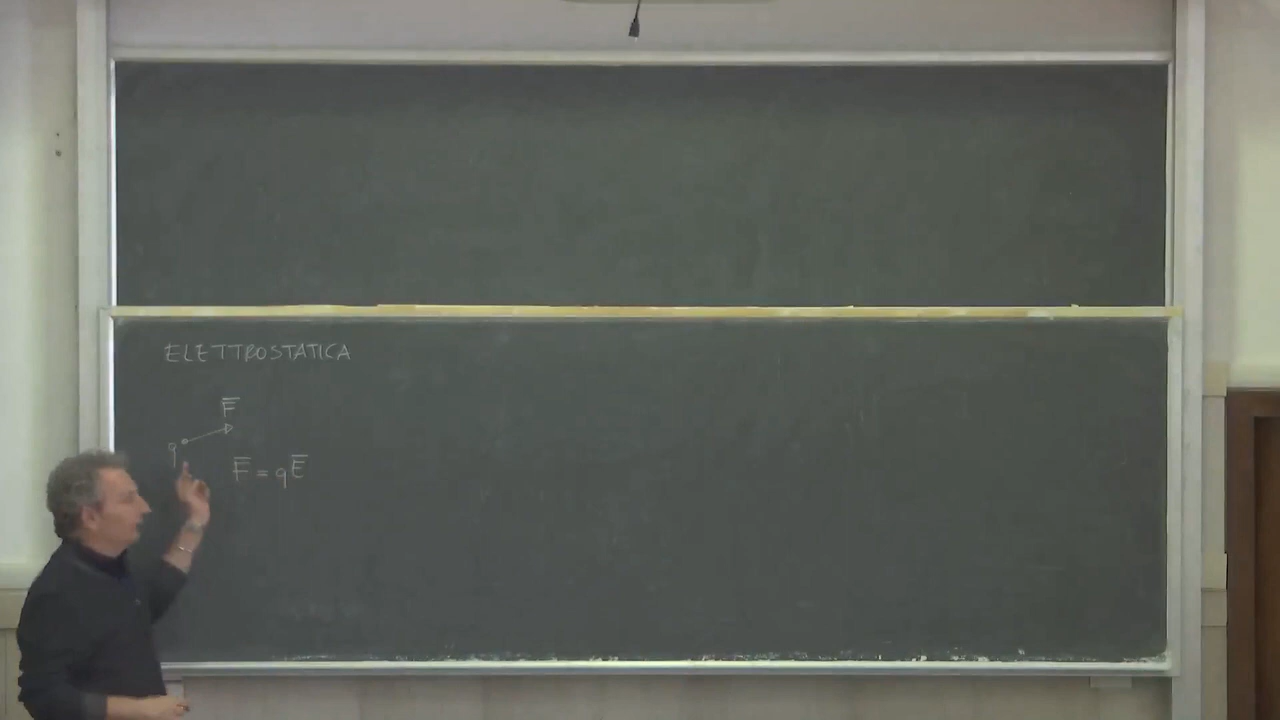 ELETTROSTATICA
F̅
q
F̅ = qE̅